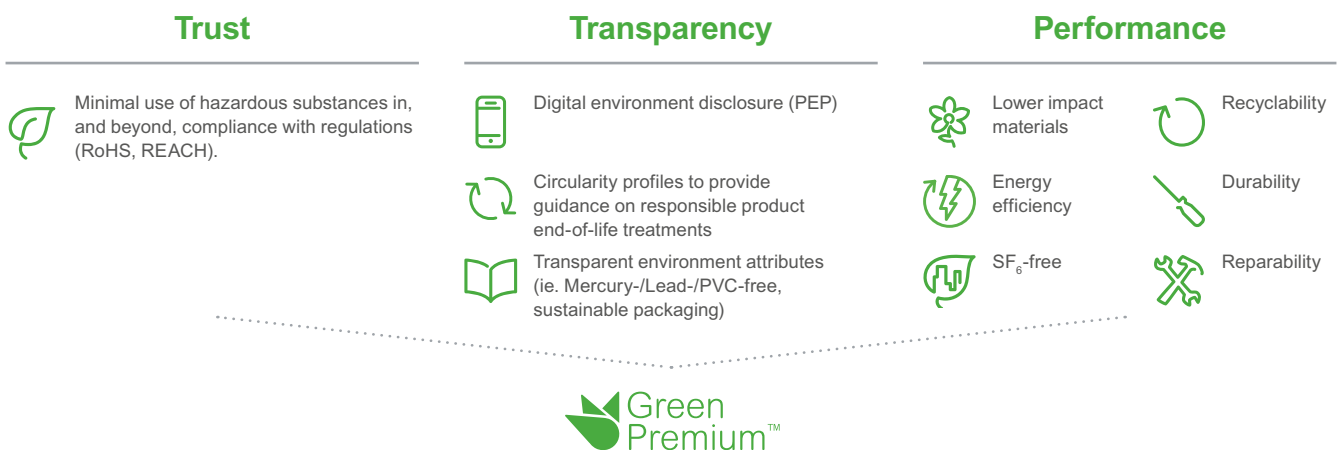 Trust
Minimal use of hazardous substances in,
and beyond, compliance with regulations
(RoHS, REACH).
Transparency
Digital environment disclosure (PEP)
Circularity profiles to provide
guidance on responsible product
end-of-life treatments
Transparent environment attributes
(ie. Mercury-/Lead-/PVC-free,
sustainable packaging)
Performance
Lower impact
materials
Energy
efficiency
SF₆-free
Recyclability
Durability
Reparability
Green
Premium™